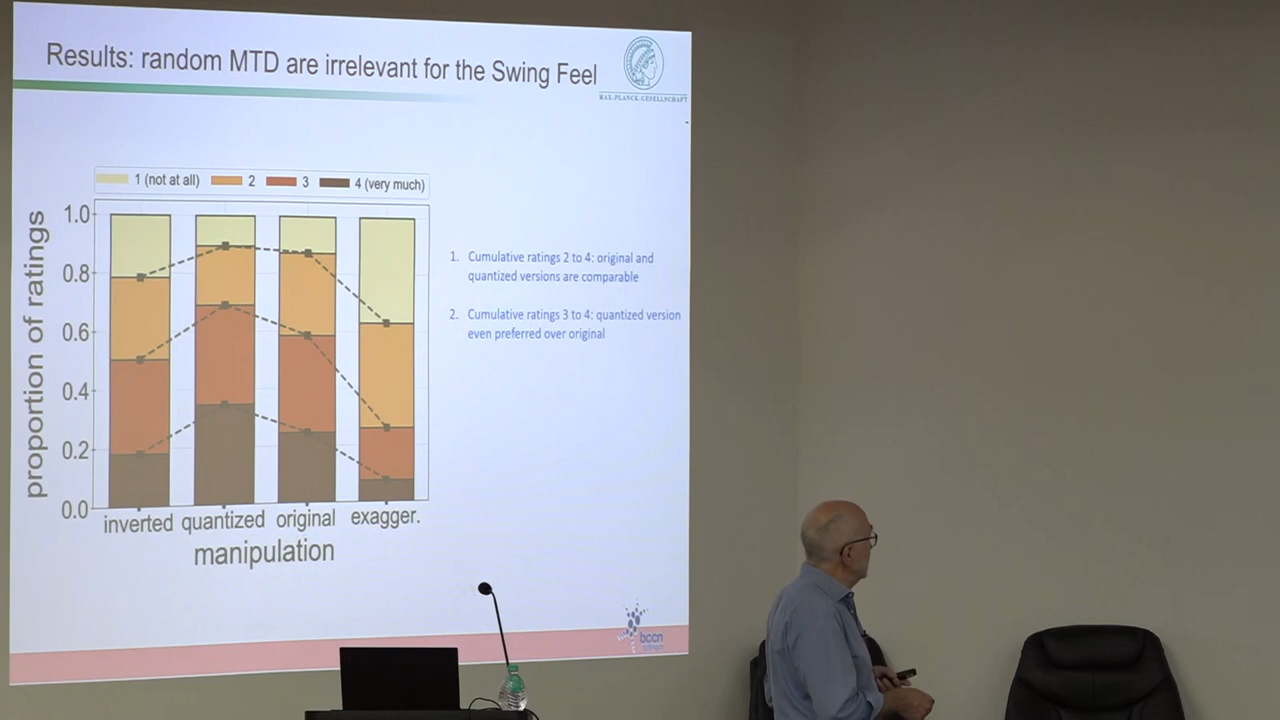 Results: random MTD are irrelevant for the Swing Feel
MAX-PLANCK-GESELLSCHAFT
1 (not at all) 2 3 4 (very much)
proportion of ratings
1.0
0.8
0.6
0.4
0.2
0.0
inverted quantized original exagger.
manipulation
1. Cumulative ratings 2 to 4: original and
quantized versions are comparable
2. Cumulative ratings 3 to 4: quantized version
even preferred over original
bccn